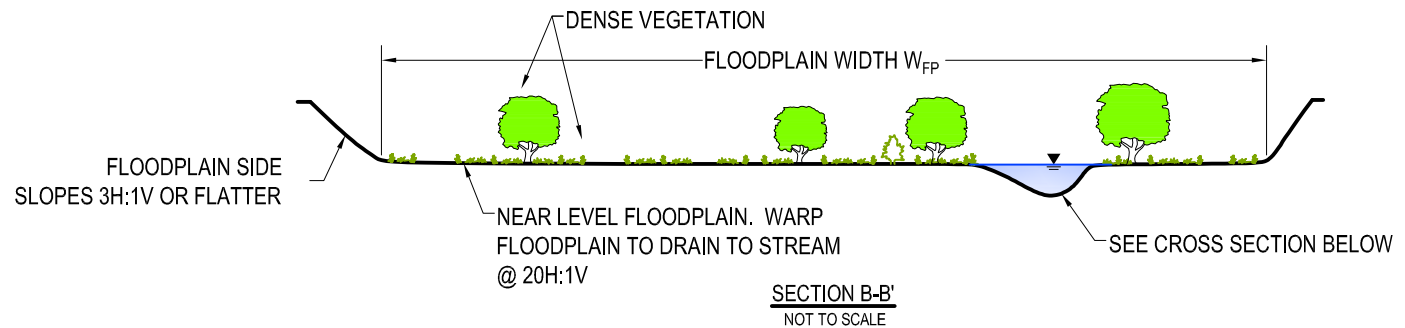 DENSE VEGETATION
FLOODPLAIN WIDTH W_FP
FLOODPLAIN SIDE
SLOPES 3H:1V OR FLATTER
NEAR LEVEL FLOODPLAIN. WARP
FLOODPLAIN TO DRAIN TO STREAM
@ 20H:1V
SEE CROSS SECTION BELOW
SECTION B-B'
NOT TO SCALE